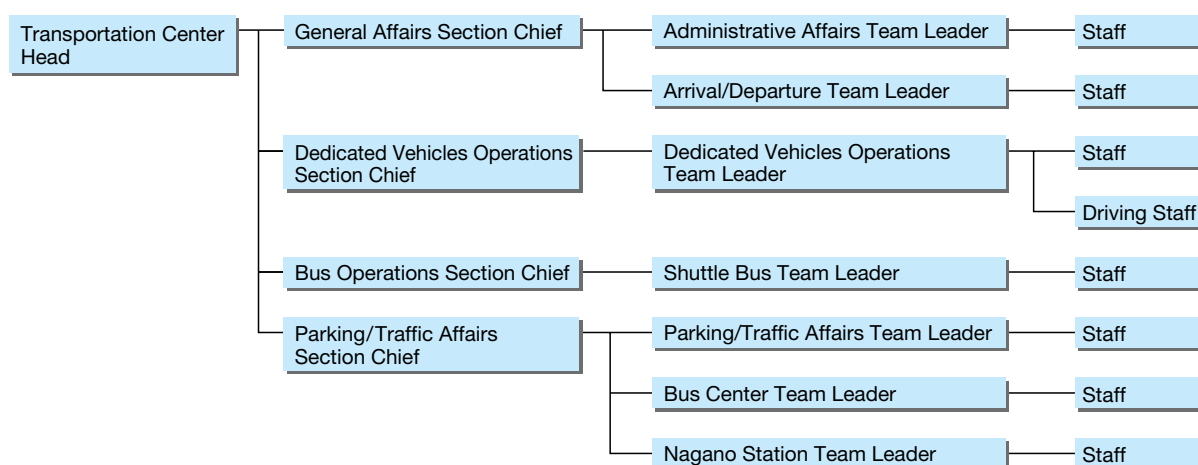 Transportation Center
Head
General Affairs Section Chief
Administrative Affairs Team Leader
Staff
Arrival/Departure Team Leader
Staff
Dedicated Vehicles Operations
Section Chief
Dedicated Vehicles Operations
Team Leader
Staff
Driving Staff
Bus Operations Section Chief
Shuttle Bus Team Leader
Staff
Parking/Traffic Affairs
Section Chief
Parking/Traffic Affairs Team Leader
Staff
Bus Center Team Leader
Staff
Nagano Station Team Leader
Staff